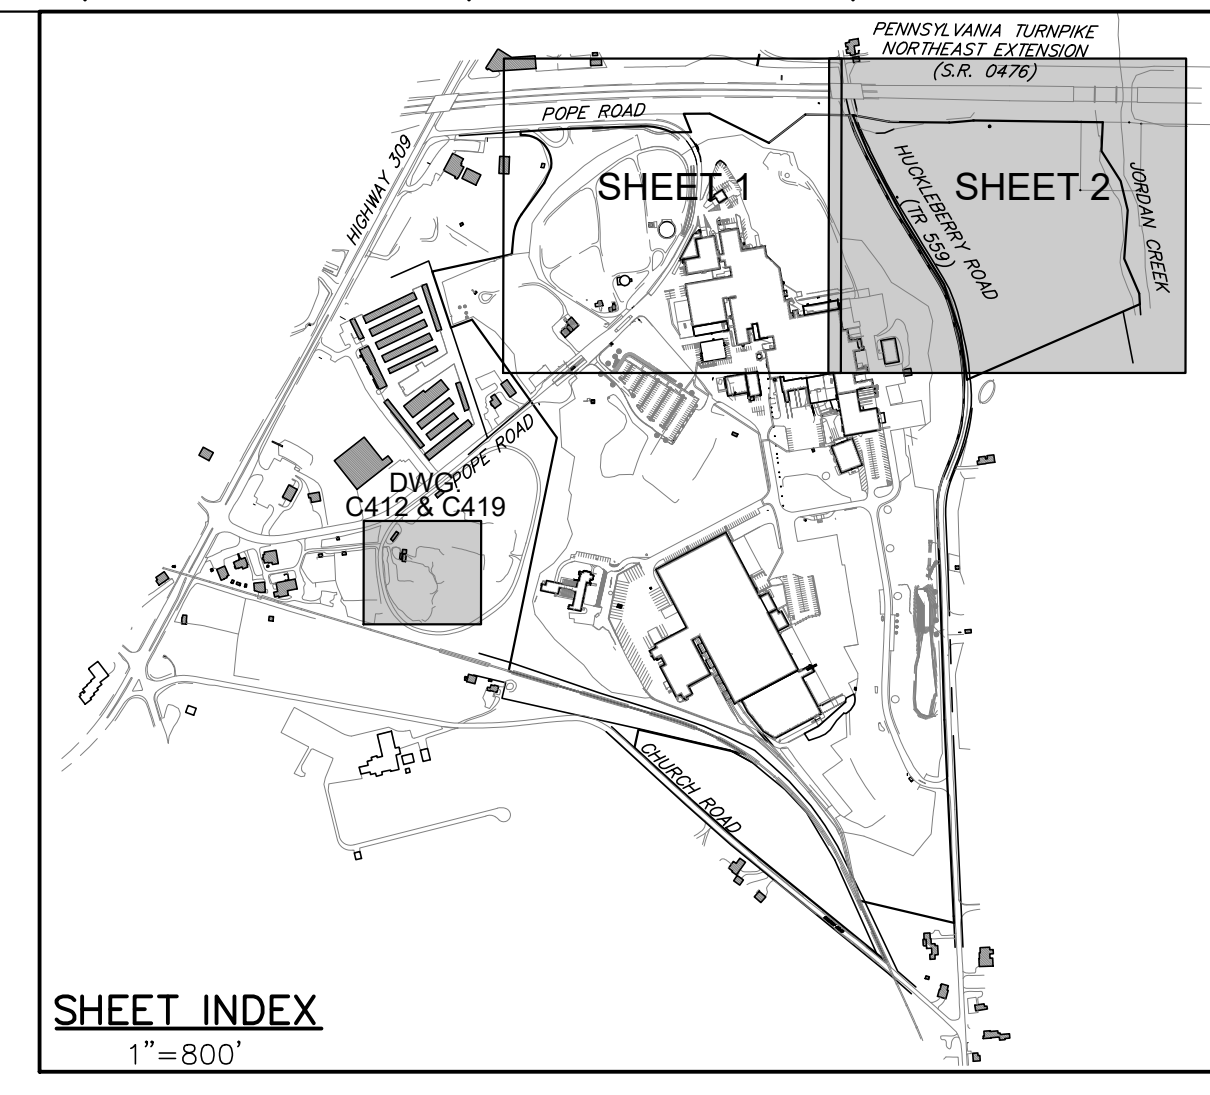 PENNSYLVANIA TURNPIKE
NORTHEAST EXTENSION
(S.R. 0476)
POPE ROAD
HIGHWAY 309
SHEET 1
SHEET 2
HUCKLEBERRY ROAD
(TR 559)
JORDAN CREEK
POPE ROAD
DWG.
C412 & C419
CHURCH ROAD
SHEET INDEX
1"=800'